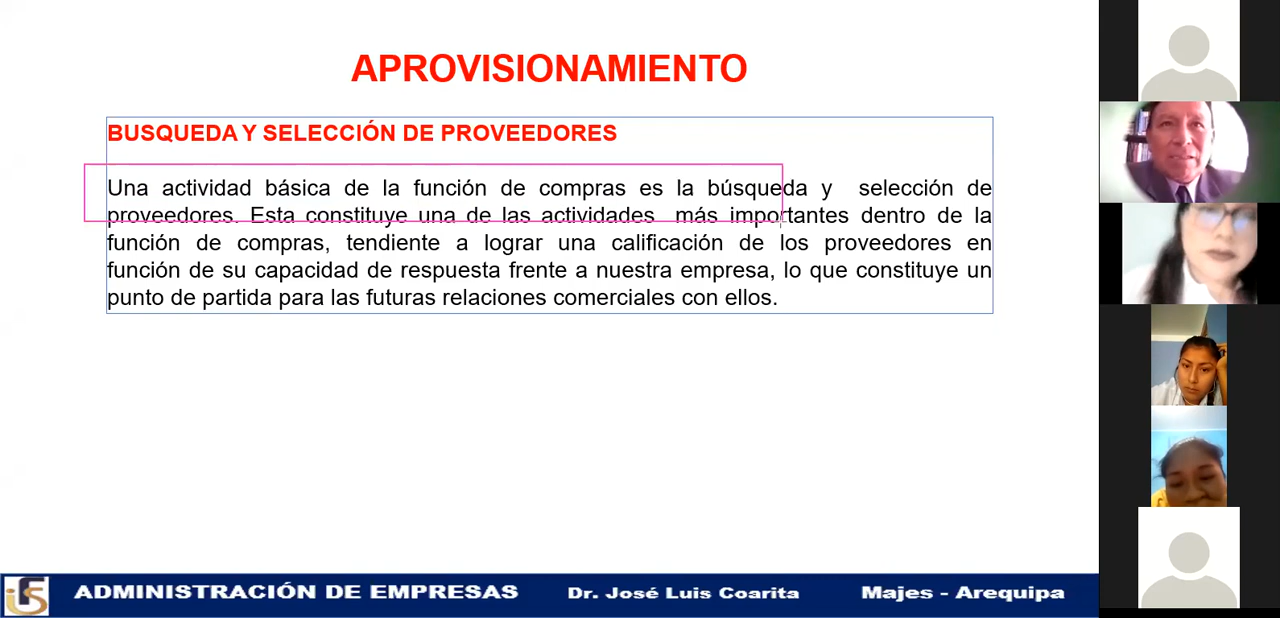 APROVISIONAMIENTO
BUSQUEDA Y SELECCIÓN DE PROVEEDORES
Una actividad básica de la función de compras es la búsqueda y selección de
proveedores. Esta constituye una de las actividades más importantes dentro de la
función de compras, tendiente a lograr una calificación de los proveedores en
función de su capacidad de respuesta frente a nuestra empresa, lo que constituye un
punto de partida para las futuras relaciones comerciales con ellos.
ADMINISTRACIÓN DE EMPRESAS Dr. José Luis Coarita Majes - Arequipa